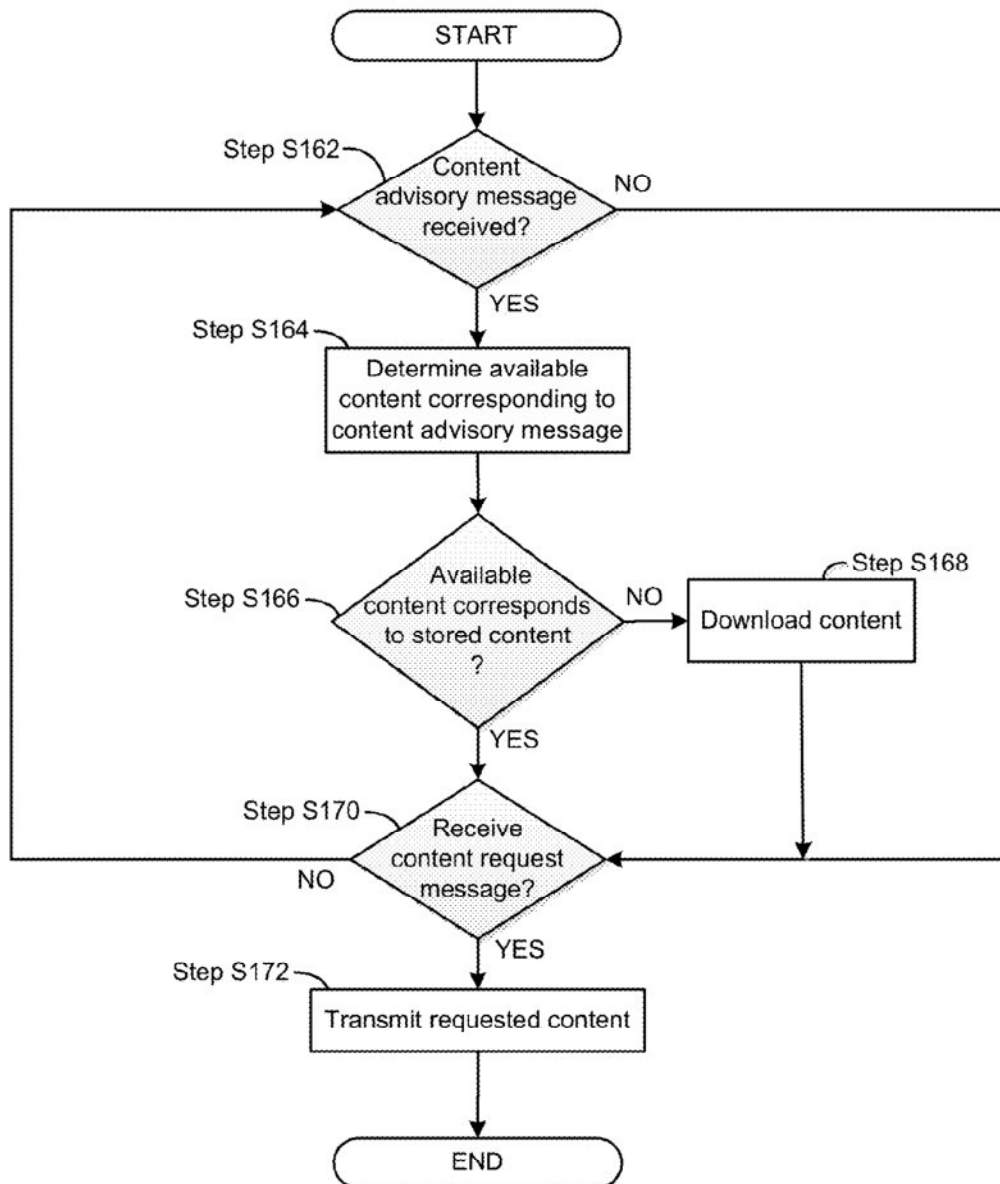 START
Step S162
Content
advisory message
received?
NO
YES
Step S164
Determine available
content corresponding to
content advisory message
Step S166
Available
content corresponds
to stored content
?
NO
Step S168
Download content
YES
Step S170
Receive
content request
message?
NO
YES
Step S172
Transmit requested content
END